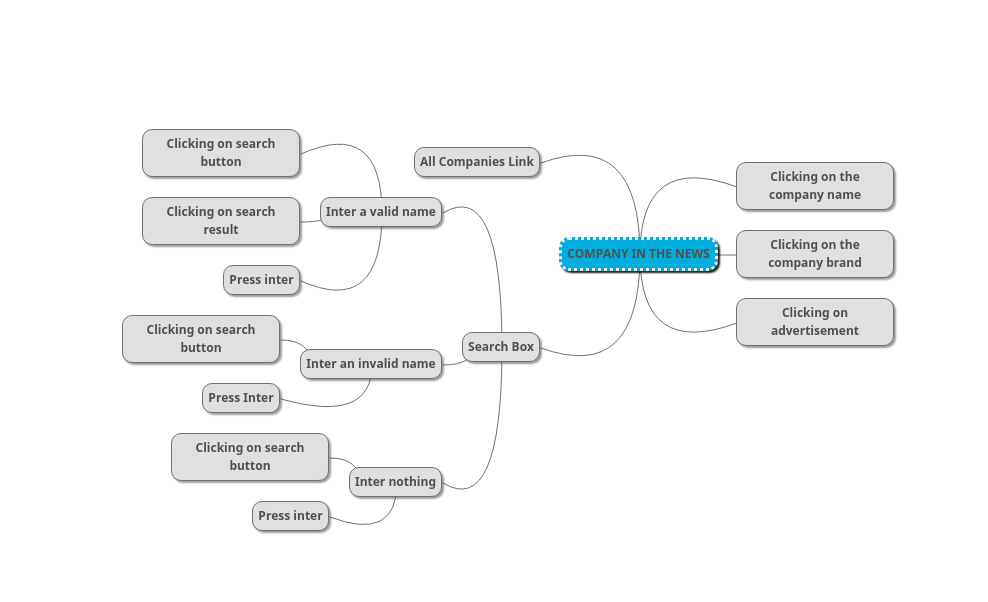 Clicking on search
button
All Companies Link
Clicking on the
company name
Clicking on search
result
Inter a valid name
COMPANY IN THE NEWS
Clicking on the
company brand
Press inter
Clicking on
advertisement
Clicking on search
button
Search Box
Inter an invalid name
Press Inter
Clicking on search
button
Inter nothing
Press inter